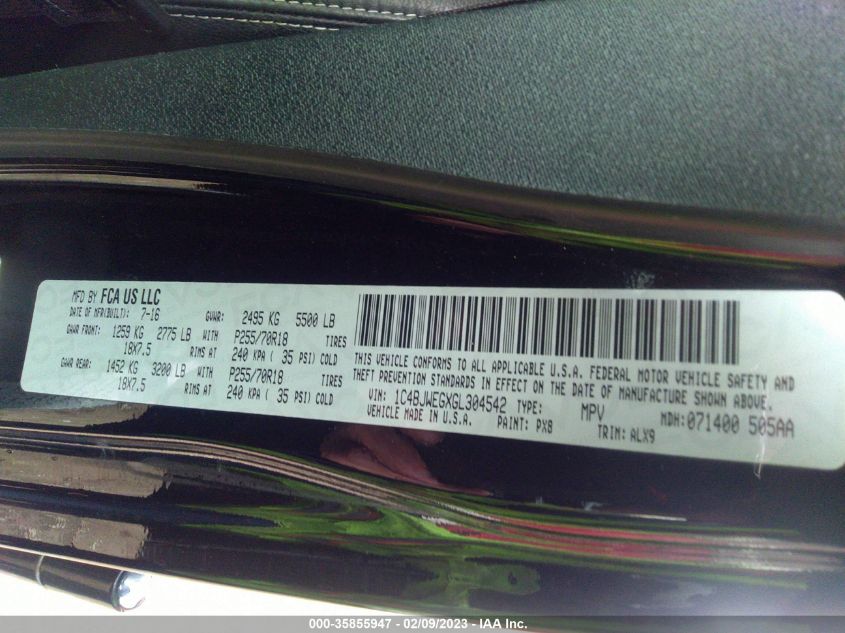 MFD BY FCA US LLC
DATE OF MFR(BUILT): 7-16 GVWR: 2495 KG 5500 LB
GAWR FRONT: 1259 KG 2775 LB WITH P255/70R18 TIRES
18X7.5 RIMS AT 240 KPA ( 35 PSI) COLD
GAWR REAR: 1452 KG 3200 LB WITH P255/70R18 TIRES
18X7.5 RIMS AT 240 KPA ( 35 PSI) COLD
THIS VEHICLE CONFORMS TO ALL APPLICABLE U.S.A. FEDERAL MOTOR VEHICLE SAFETY AND
THEFT PREVENTION STANDARDS IN EFFECT ON THE DATE OF MANUFACTURE SHOWN ABOVE.
VIN: 1C4BJWEGXGL304542 TYPE: MPV MDH:071400 505AA
VEHICLE MADE IN U.S.A. PAINT: PX8 TRIM: ALX9
000-35855947 - 02/09/2023 - IAA Inc.